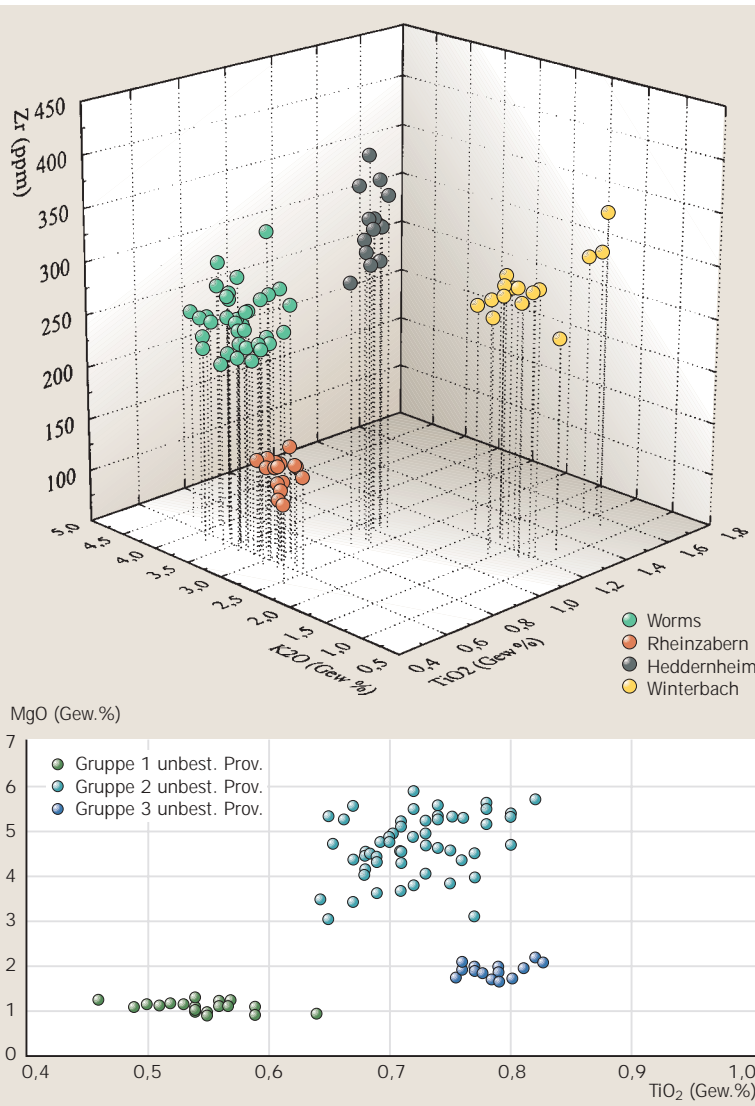 Zr (ppm)
450
400
350
300
250
200
150
100
5,0
4,5
4,0
3,5
3,0
2,5
2,0
1,5
1,0
0,5
K2O (Gew %)
0,4
0,6
0,8
1,0
1,2
1,4
1,6
1,8
TiO2 (Gew%)
Worms
Rheinzabern
Heddernheim
Winterbach
MgO (Gew.%)
7
6
5
4
3
2
1
0
Gruppe 1 unbest. Prov.
Gruppe 2 unbest. Prov.
Gruppe 3 unbest. Prov.
0,4 0,5 0,6 0,7 0,8 0,9 1,0
TiO₂ (Gew.%)